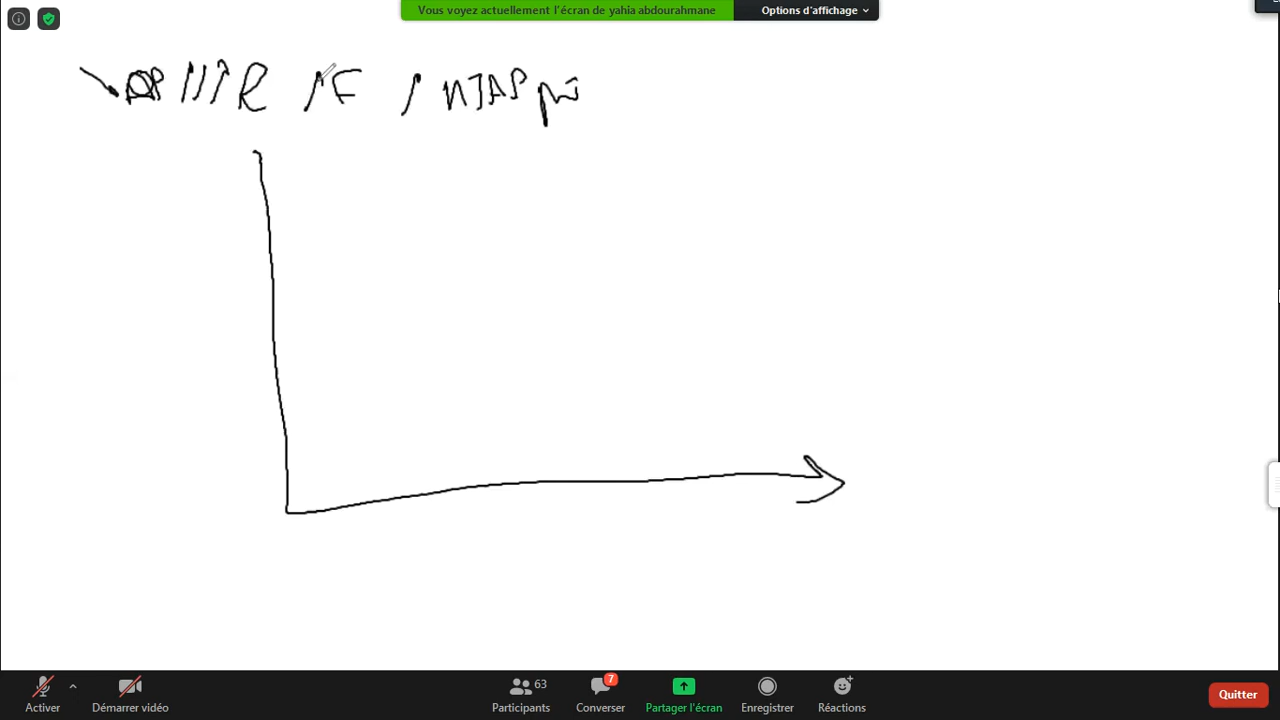 Vous voyez actuellement l'écran de yahia abdourahmane
Options d'affichage
Activer
Démarrer vidéo
63
Participants
7
Converser
Partager l'écran
Enregistrer
Réactions
Quitter